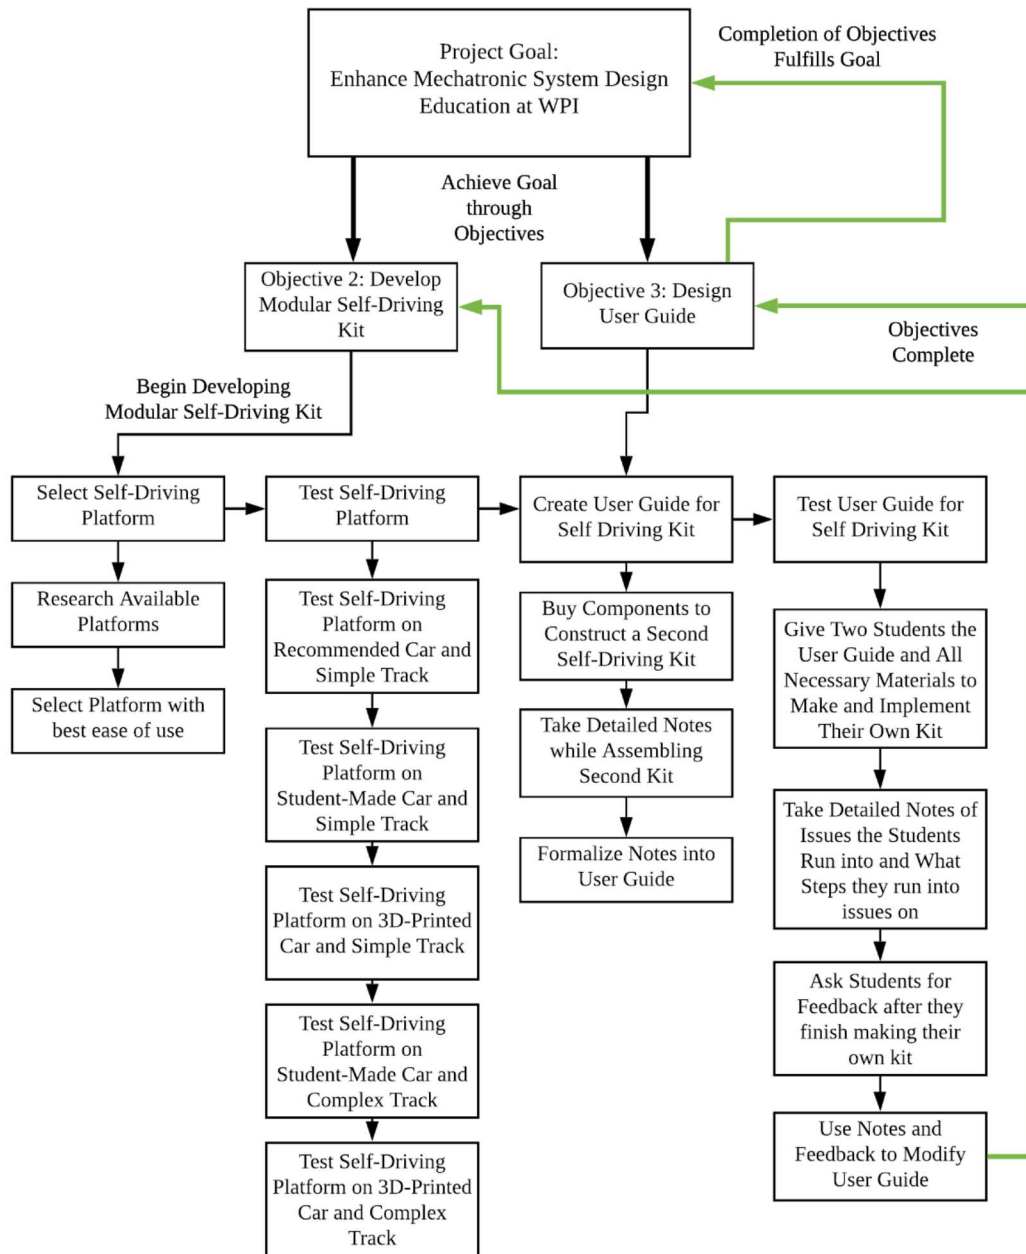 Project Goal:
Enhance Mechatronic System Design
Education at WPI
Completion of Objectives
Fulfills Goal
Achieve Goal
through
Objectives
Objective 2: Develop
Modular Self-Driving
Kit
Objective 3: Design
User Guide
Objectives
Complete
Begin Developing
Modular Self-Driving Kit
Select Self-Driving
Platform
Research Available
Platforms
Select Platform with
best ease of use
Test Self-Driving
Platform
Test Self-Driving
Platform on
Recommended Car and
Simple Track
Test Self-Driving
Platform on
Student-Made Car and
Simple Track
Test Self-Driving
Platform on 3D-Printed
Car and Simple Track
Test Self-Driving
Platform on
Student-Made Car and
Complex Track
Test Self-Driving
Platform on 3D-Printed
Car and Complex
Track
Create User Guide for
Self Driving Kit
Buy Components to
Construct a Second
Self-Driving Kit
Take Detailed Notes
while Assembling
Second Kit
Formalize Notes into
User Guide
Test User Guide for
Self Driving Kit
Give Two Students the
User Guide and All
Necessary Materials to
Make and Implement
Their Own Kit
Take Detailed Notes of
Issues the Students
Run into and What
Steps they run into
issues on
Ask Students for
Feedback after they
finish making their
own kit
Use Notes and
Feedback to Modify
User Guide